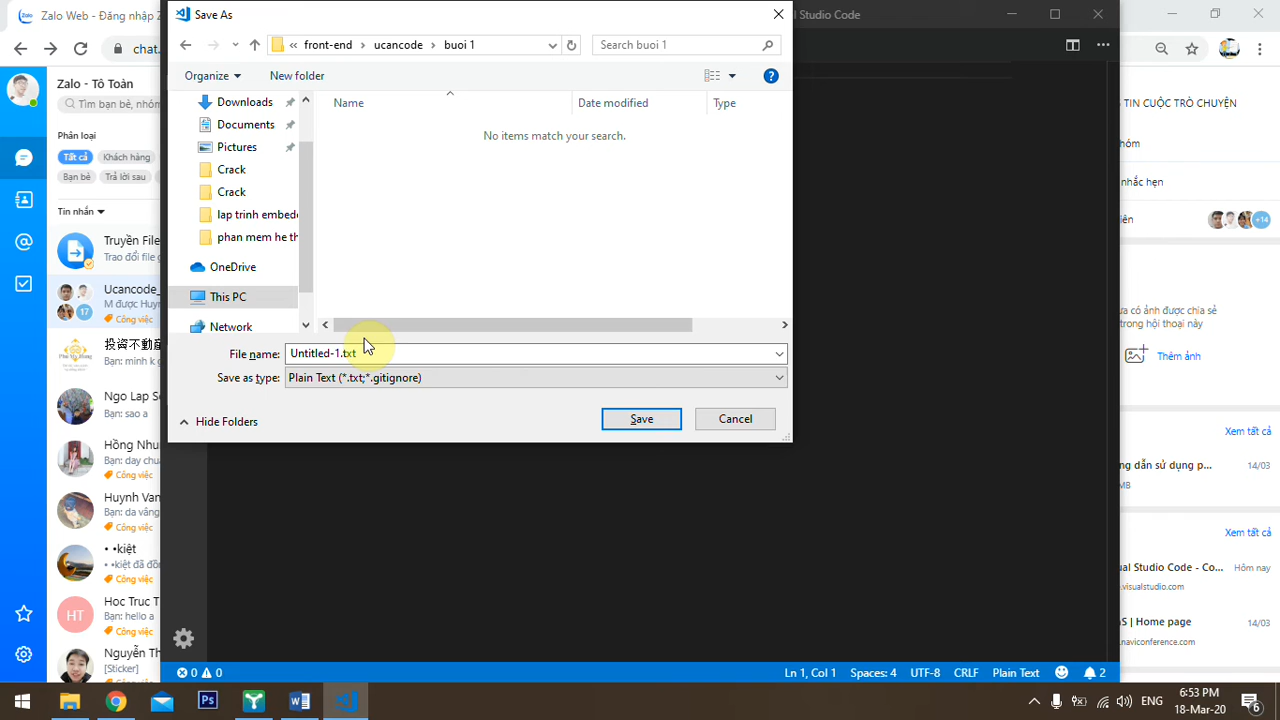 Zalo Web - Đăng nhập Z
Save As
l Studio Code
chat.
« front-end › ucancode › buoi 1
Search buoi 1
Zalo - Tô Toàn
Organize
New folder
Tìm bạn bè, nhóm
Downloads
Name
Date modified
Type
TIN CUỘC TRÒ CHUYỆN
Documents
No items match your search.
Phân loại
Pictures
hóm
Tất cả
Khách hàng
Crack
Bạn bè
Trả lời sau
nhắc hẹn
Crack
Tin nhắn
lap trinh embed
iên
+14
phan mem he th
Truyền File
Trao đổi file g
OneDrive
Ucancode_
This PC
M được Huyn
17
Công việc
ưa có ảnh được chia sẻ
trong hội thoại này
Network
投資不動産
Bạn: minh k g
File name:
Untitled-1.txt
Thêm ảnh
Save as type:
Plain Text (*.txt;*.gitignore)
Ngo Lap S
Bạn: sao a
Save
Cancel
Hide Folders
Xem tất cả
Hồng Nhu
Bạn: day chu
ng dẫn sử dụng p...
14/03
Công việc
MB
Huynh Van
Bạn: da vâng
Công việc
Xem tất cả
• •kiệt
• •kiệt đã đồn
ual Studio Code - Co...
Hôm nay
Công việc
.visualstudio.com
HT
Hoc Truc T
Bạn: hello a
S | Home page
14/03
Công việc
naviconference.com
Nguyễn Th
[Sticker]
0
0
Ln 1, Col 1
Spaces: 4
UTF-8
CRLF
Plain Text
2
Công việc
Ps
W
ENG
6:53 PM
18-Mar-20
6